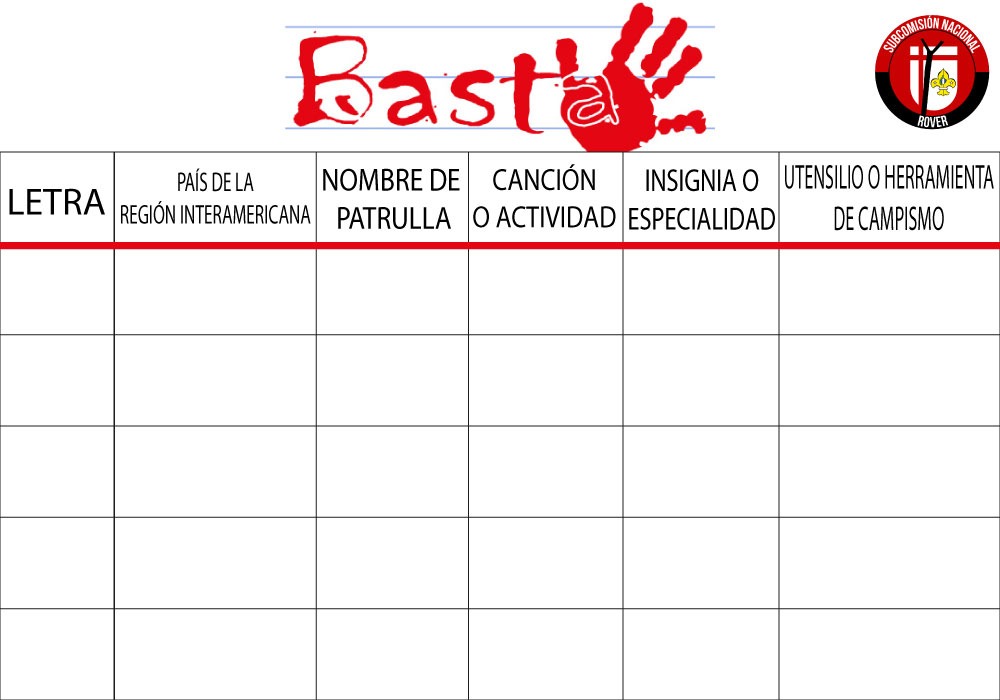 Basta
SUBCOMISIÓN NACIONAL
ROVER
LETRA
PAÍS DE LA
REGIÓN INTERAMERICANA
NOMBRE DE
PATRULLA
CANCIÓN
O ACTIVIDAD
INSIGNIA O
ESPECIALIDAD
UTENSILIO O HERRAMIENTA
DE CAMPISMO